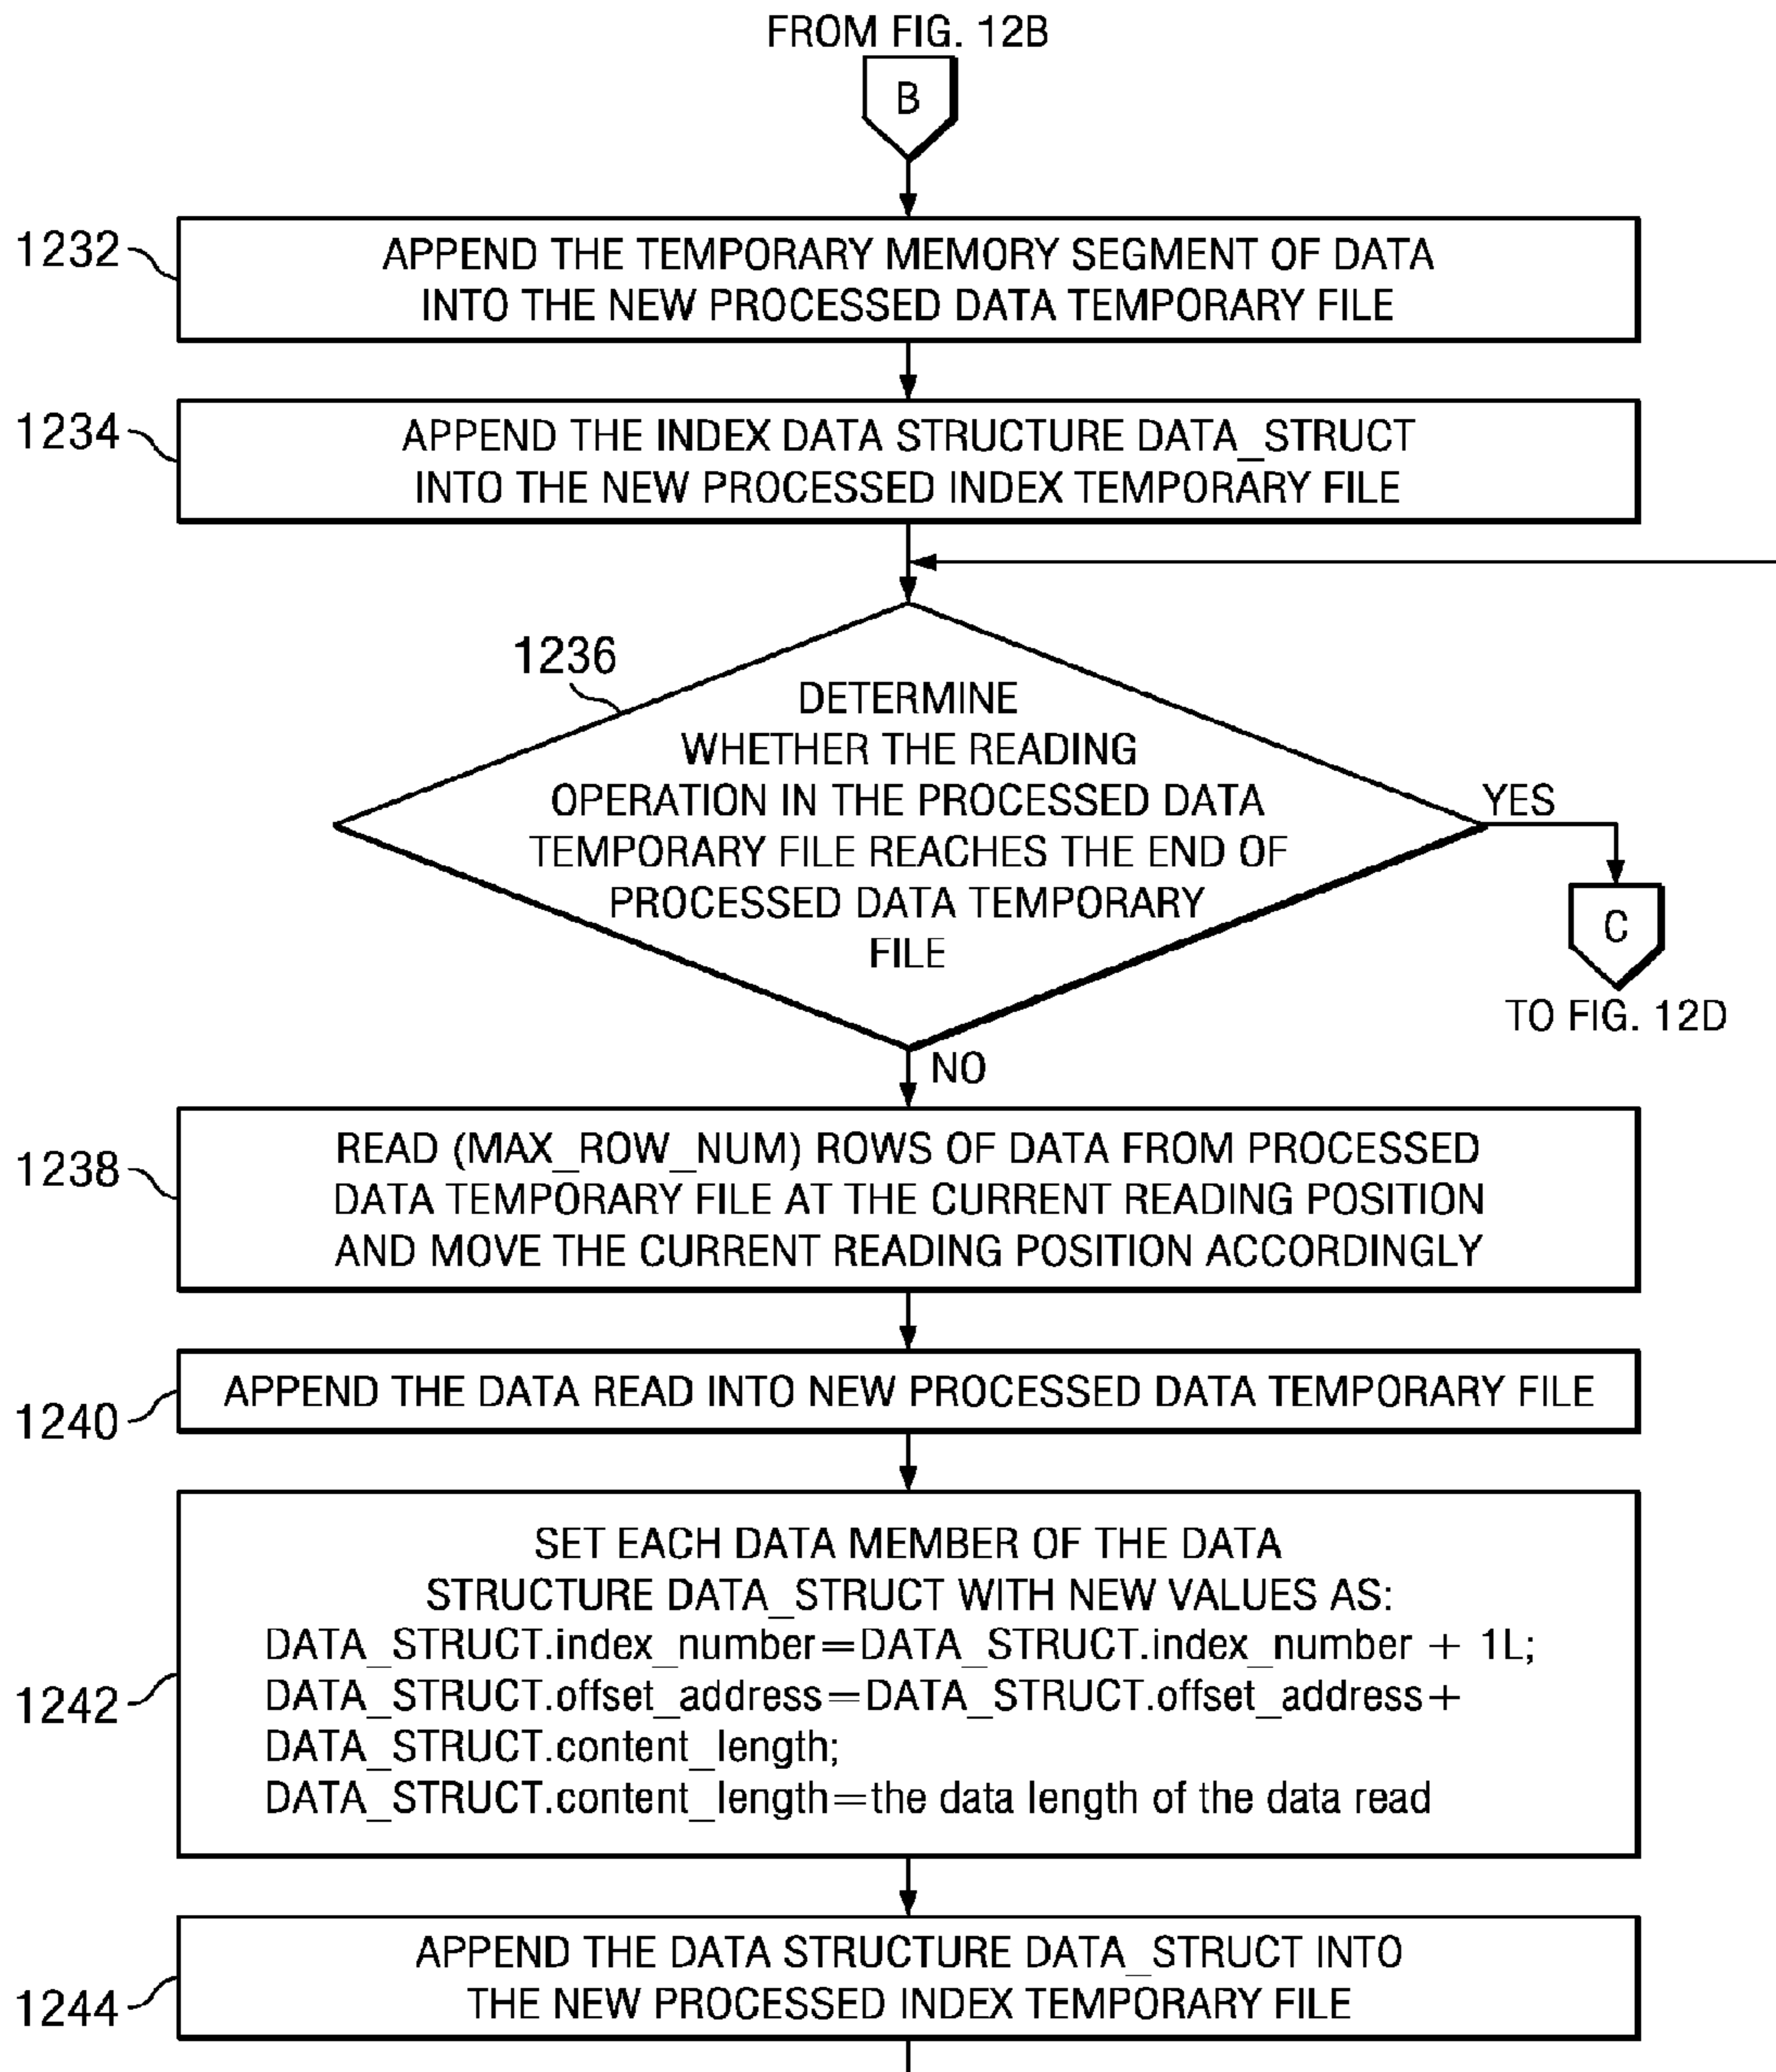 FROM FIG. 12B
B
1232
APPEND THE TEMPORARY MEMORY SEGMENT OF DATA
INTO THE NEW PROCESSED DATA TEMPORARY FILE
1234
APPEND THE INDEX DATA STRUCTURE DATA_STRUCT
INTO THE NEW PROCESSED INDEX TEMPORARY FILE
1236
DETERMINE
WHETHER THE READING
OPERATION IN THE PROCESSED DATA
TEMPORARY FILE REACHES THE END OF
PROCESSED DATA TEMPORARY
FILE
YES
C
TO FIG. 12D
NO
1238
READ (MAX_ROW_NUM) ROWS OF DATA FROM PROCESSED
DATA TEMPORARY FILE AT THE CURRENT READING POSITION
AND MOVE THE CURRENT READING POSITION ACCORDINGLY
1240
APPEND THE DATA READ INTO NEW PROCESSED DATA TEMPORARY FILE
1242
SET EACH DATA MEMBER OF THE DATA
STRUCTURE DATA_STRUCT WITH NEW VALUES AS:
DATA_STRUCT.index_number=DATA_STRUCT.index_number + 1L;
DATA_STRUCT.offset_address=DATA_STRUCT.offset_address+
DATA_STRUCT.content_length;
DATA_STRUCT.content_length=the data length of the data read
1244
APPEND THE DATA STRUCTURE DATA_STRUCT INTO
THE NEW PROCESSED INDEX TEMPORARY FILE